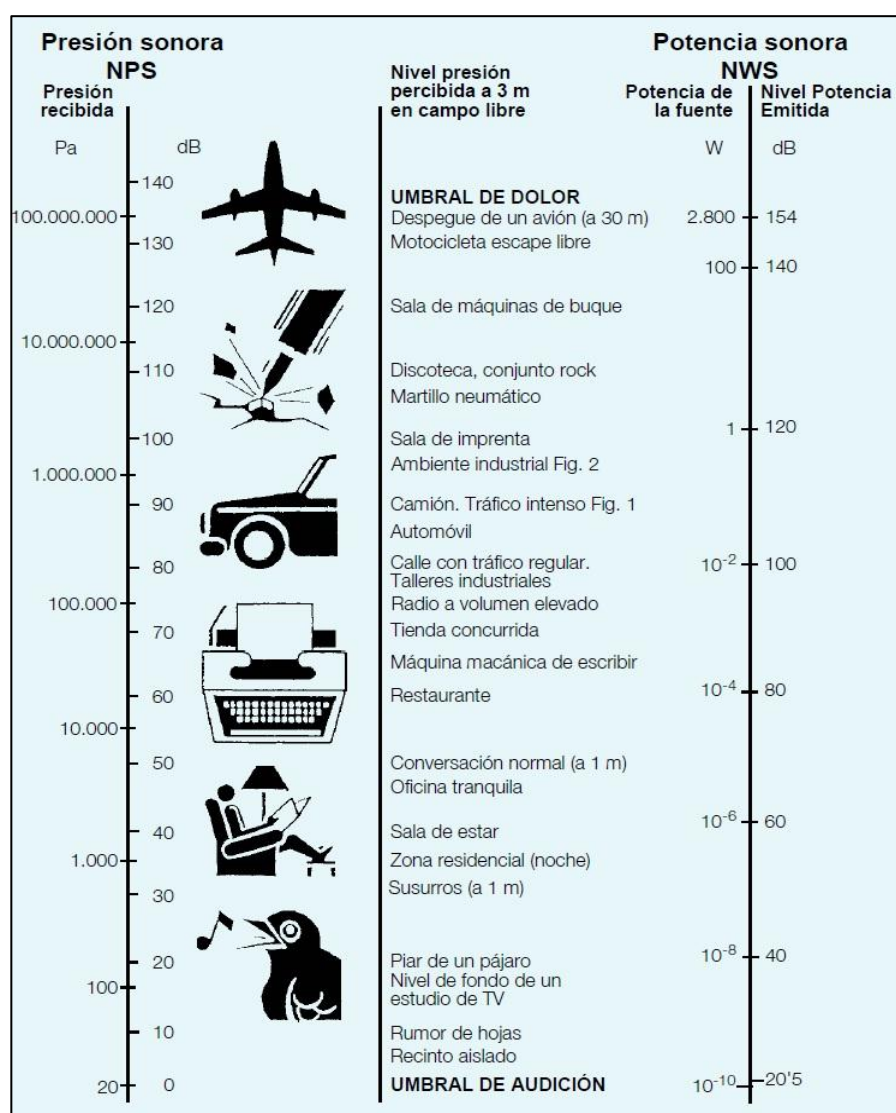 Presión sonora
NPS
Potencia sonora
NWS
Presión
recibida
Nivel presión
percibida a 3 m
en campo libre
Potencia de
la fuente
Nivel Potencia
Emitida
Pa
dB
W
dB
140
UMBRAL DE DOLOR
100.000.000
Despegue de un avión (a 30 m)
2.800
154
130
Motocicleta escape libre
100
140
120
Sala de máquinas de buque
10.000.000
110
Discoteca, conjunto rock
Martillo neumático
1
120
100
Sala de imprenta
Ambiente industrial Fig. 2
1.000.000
90
Camión. Tráfico intenso Fig. 1
Automóvil
80
Calle con tráfico regular.
Talleres industriales
10-2
100
100.000
Radio a volumen elevado
70
Tienda concurrida
Máquina macánica de escribir
60
Restaurante
10-4
80
10.000
50
Conversación normal (a 1 m)
Oficina tranquila
10-6
60
40
Sala de estar
1.000
Zona residencial (noche)
30
Susurros (a 1 m)
20
Piar de un pájaro
10-8
40
Nivel de fondo de un
estudio de TV
100
10
Rumor de hojas
Recinto aislado
20
0
UMBRAL DE AUDICIÓN
10-10
20'5